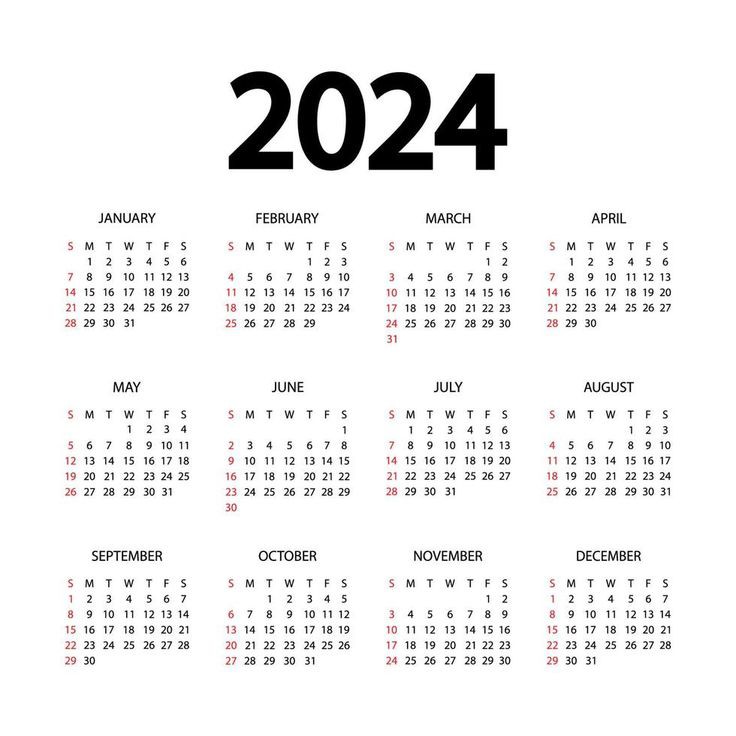 2024
JANUARY
S M T W T F S
1 2 3 4 5 6
7 8 9 10 11 12 13
14 15 16 17 18 19 20
21 22 23 24 25 26 27
28 29 30 31
FEBRUARY
S M T W T F S
1 2 3
4 5 6 7 8 9 10
11 12 13 14 15 16 17
18 19 20 21 22 23 24
25 26 27 28 29
MARCH
S M T W T F S
1 2
3 4 5 6 7 8 9
10 11 12 13 14 15 16
17 18 19 20 21 22 23
24 25 26 27 28 29 30
31
APRIL
S M T W T F S
1 2 3 4 5 6
7 8 9 10 11 12 13
14 15 16 17 18 19 20
21 22 23 24 25 26 27
28 29 30
MAY
S M T W T F S
1 2 3 4
5 6 7 8 9 10 11
12 13 14 15 16 17 18
19 20 21 22 23 24 25
26 27 28 29 30 31
JUNE
S M T W T F S
1
2 3 4 5 6 7 8
9 10 11 12 13 14 15
16 17 18 19 20 21 22
23 24 25 26 27 28 29
30
JULY
S M T W T F S
1 2 3 4 5 6
7 8 9 10 11 12 13
14 15 16 17 18 19 20
21 22 23 24 25 26 27
28 29 30 31
AUGUST
S M T W T F S
1 2 3
4 5 6 7 8 9 10
11 12 13 14 15 16 17
18 19 20 21 22 23 24
25 26 27 28 29 30 31
SEPTEMBER
S M T W T F S
1 2 3 4 5 6 7
8 9 10 11 12 13 14
15 16 17 18 19 20 21
22 23 24 25 26 27 28
29 30
OCTOBER
S M T W T F S
1 2 3 4 5
6 7 8 9 10 11 12
13 14 15 16 17 18 19
20 21 22 23 24 25 26
27 28 29 30 31
NOVEMBER
S M T W T F S
1 2
3 4 5 6 7 8 9
10 11 12 13 14 15 16
17 18 19 20 21 22 23
24 25 26 27 28 29 30
DECEMBER
S M T W T F S
1 2 3 4 5 6 7
8 9 10 11 12 13 14
15 16 17 18 19 20 21
22 23 24 25 26 27 28
29 30 31